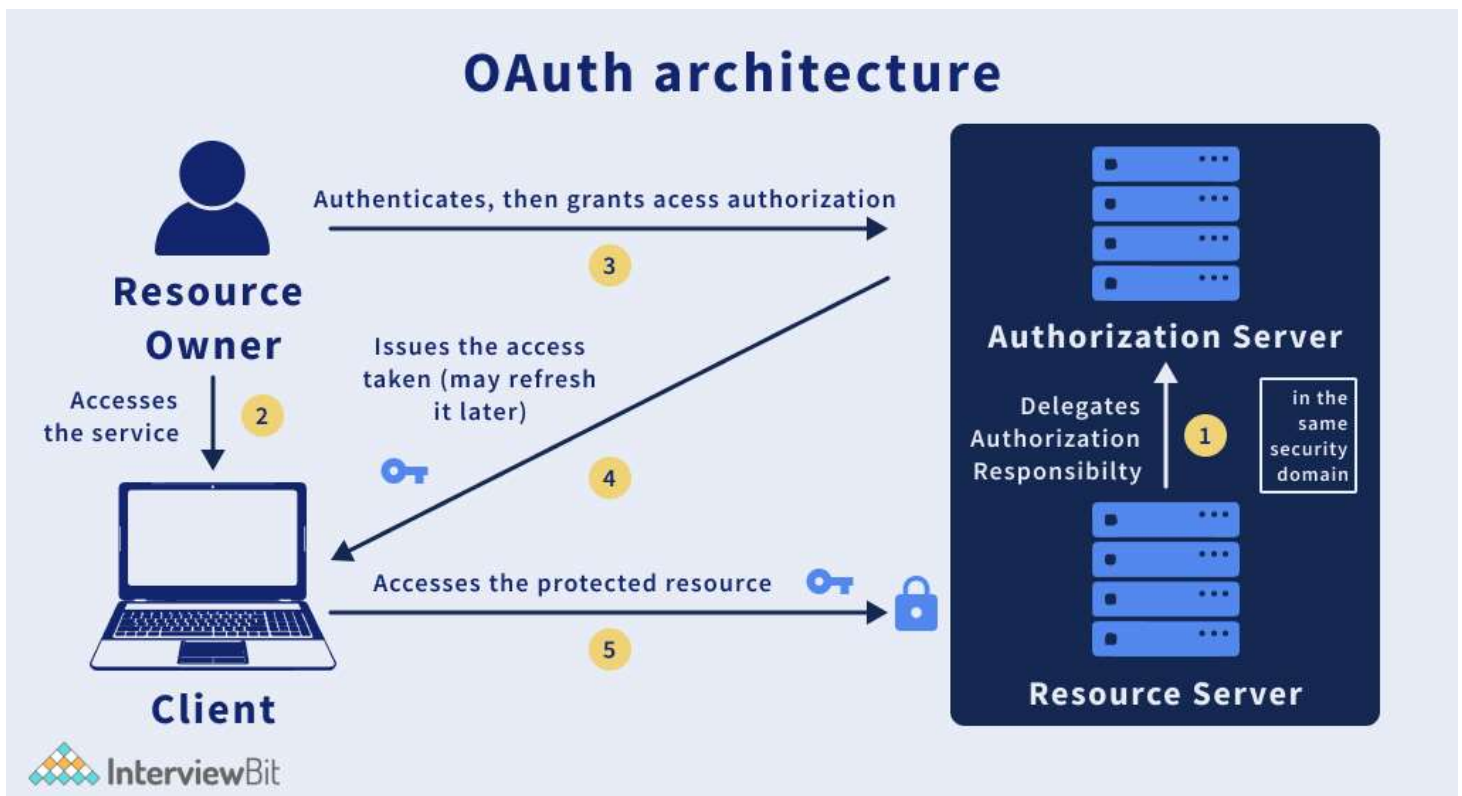 OAuth architecture
Authenticates, then grants acess authorization
3
Resource
Owner
Issues the access
taken (may refresh
it later)
4
Accesses
the service
2
Authorization Server
Delegates
Authorization
Responsibilty
1
in the
same
security
domain
Accesses the protected resource
5
Client
Resource Server
InterviewBit